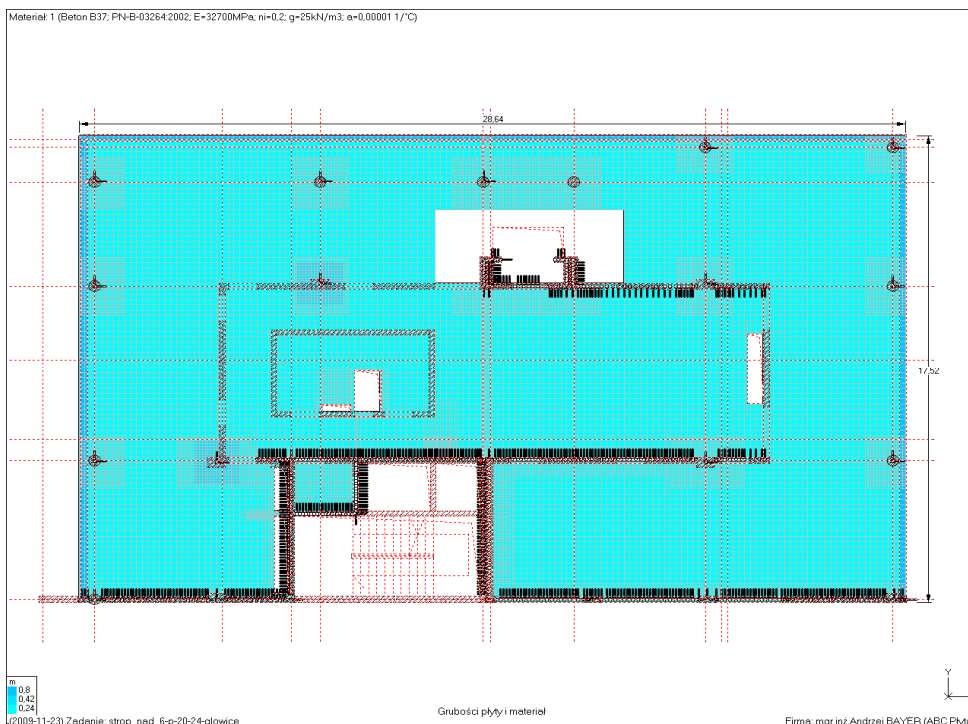 Materiał: 1 (Beton B37; PN-B-03264:2002; E=32700MPa; ni=0,2; g=25kN/m3; a=0,00001 1/°C)
28,64
17,52
m
0,8
0,42
0,24
Y
Grubości płyty i materiał
(2009-11-23) Zadanie: strop_nad_6-p-20-24-glowice
Firma: mgr inż.Andrzej BAYER (ABC Płyt